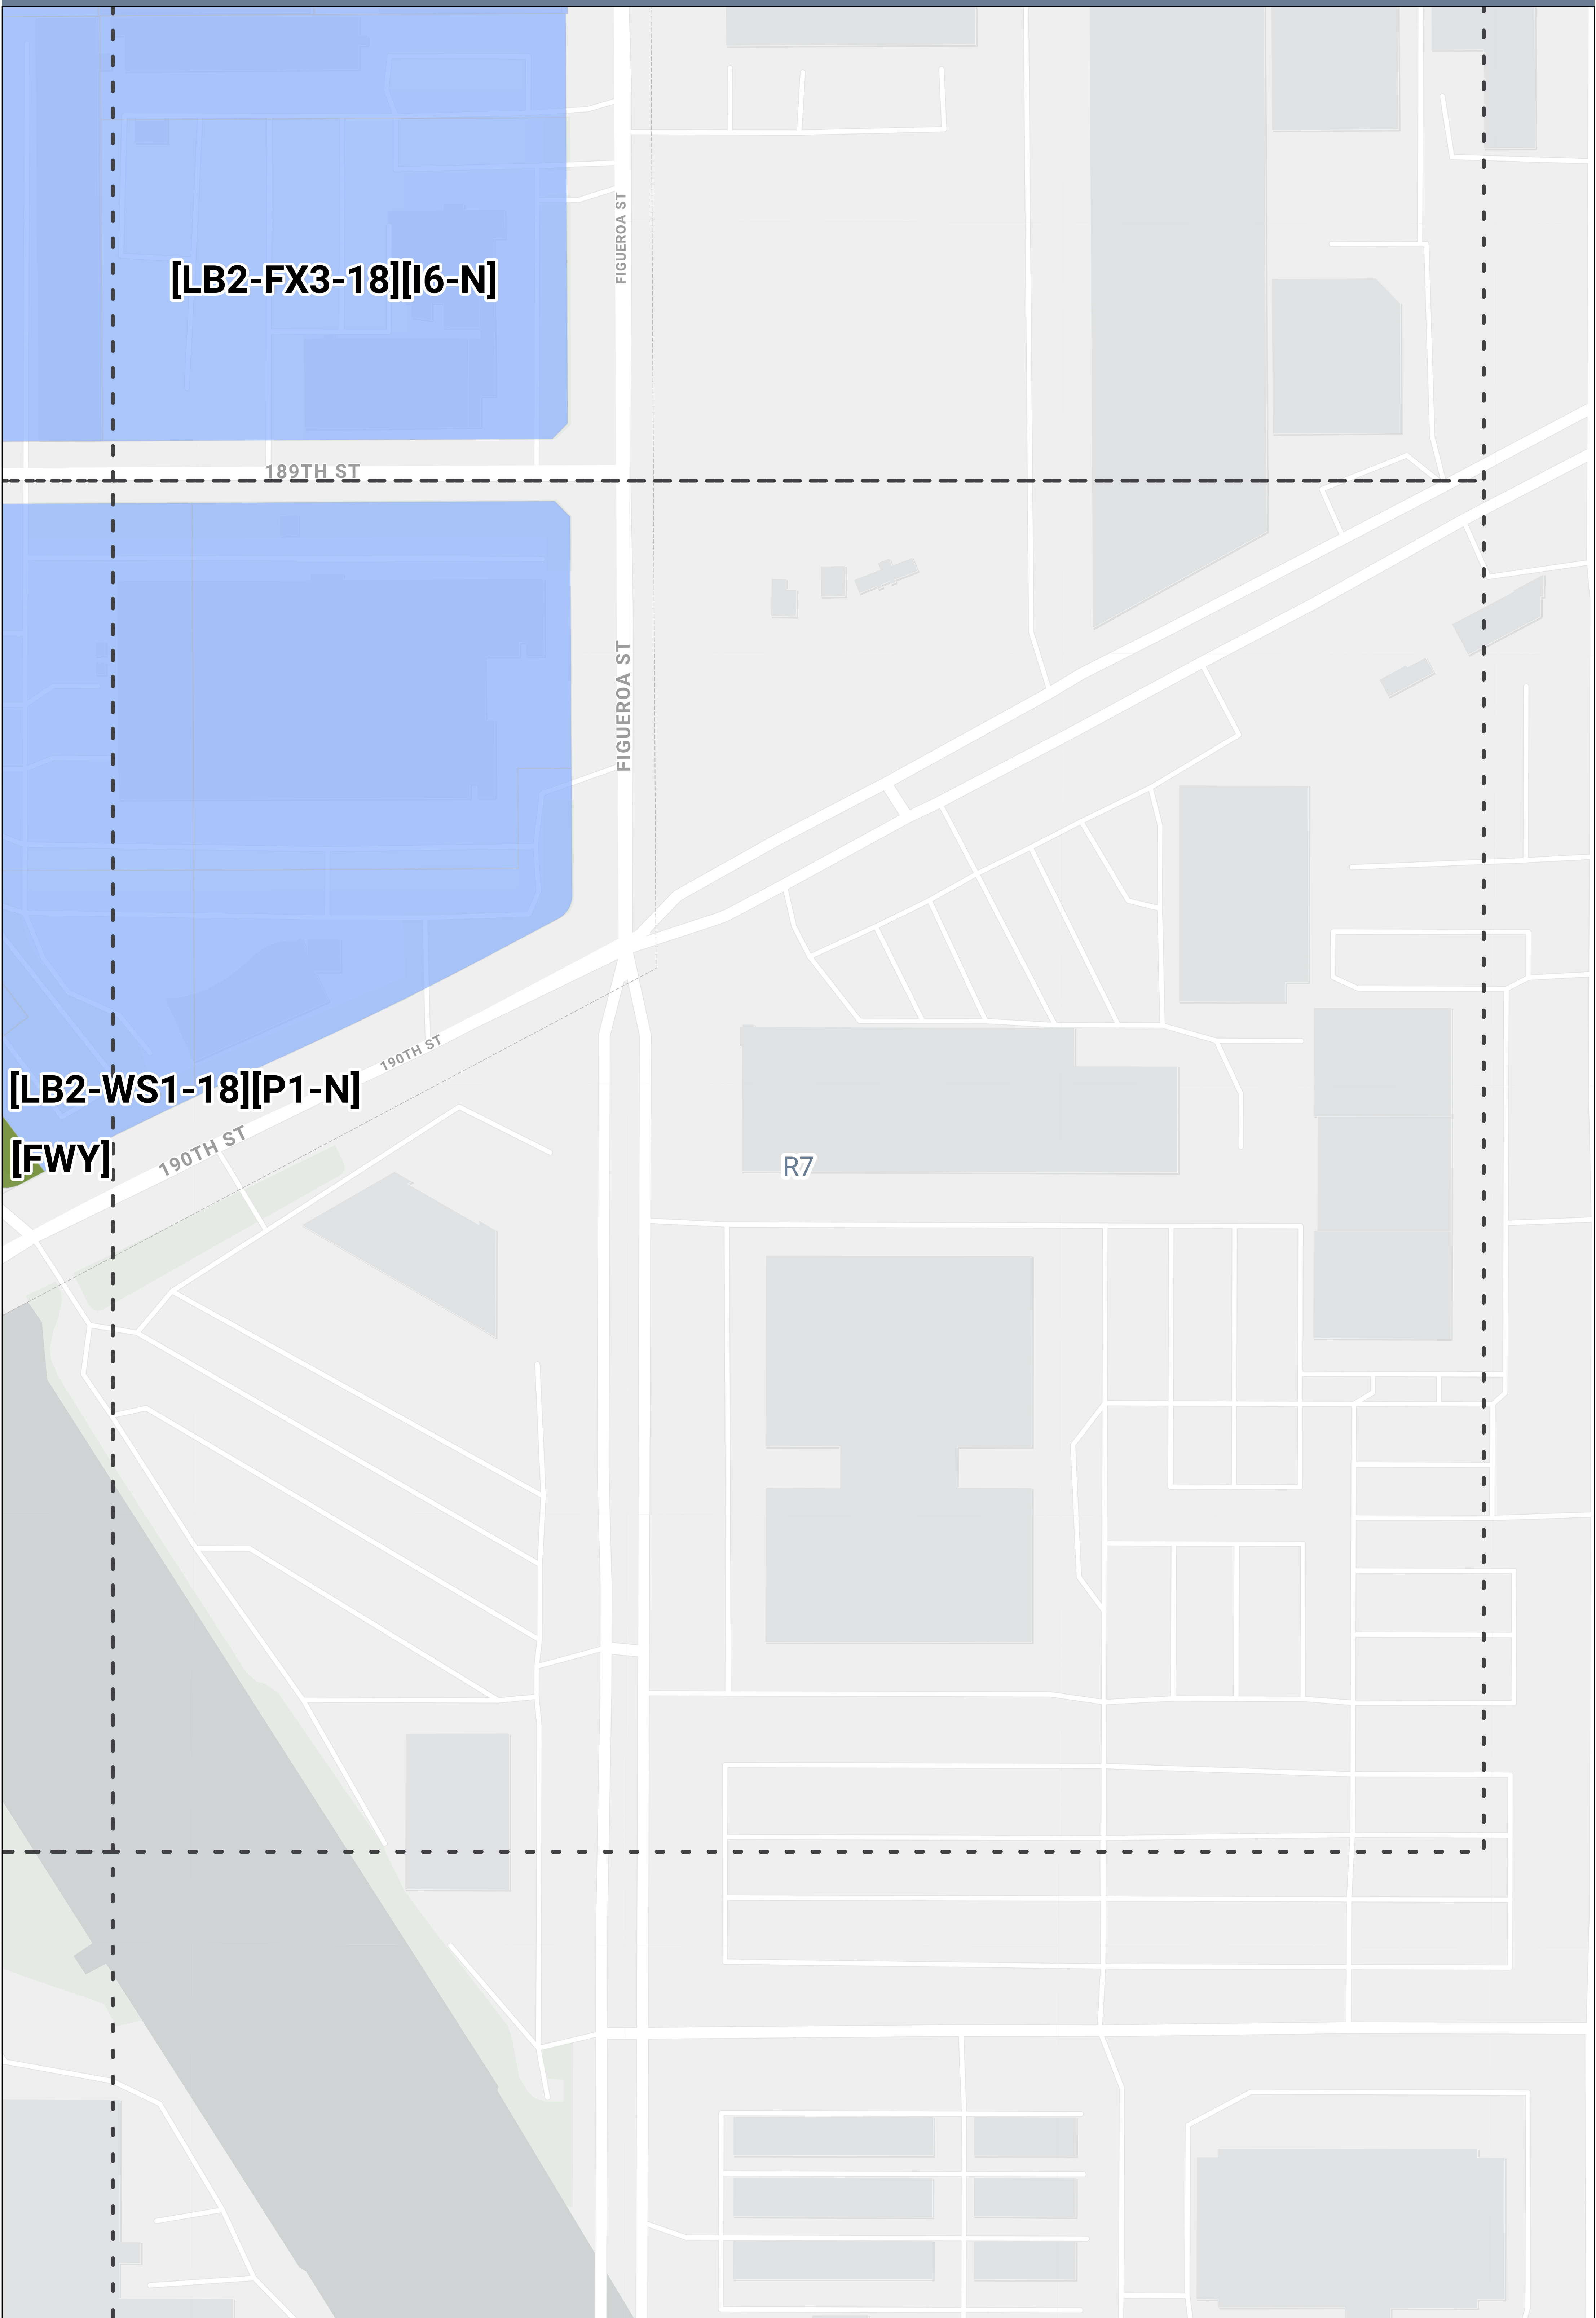 FIGUEROA ST
[LB2-FX3-18][I6-N]
189TH ST
FIGUEROA ST
190TH ST
[LB2-WS1-18][P1-N]
190TH ST
[FWY]
R7